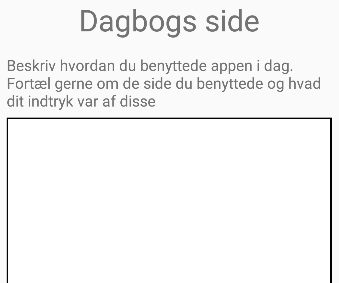 Dagbogs side
Beskriv hvordan du benyttede appen i dag.
Fortæl gerne om de side du benyttede og hvad
dit indtryk var af disse